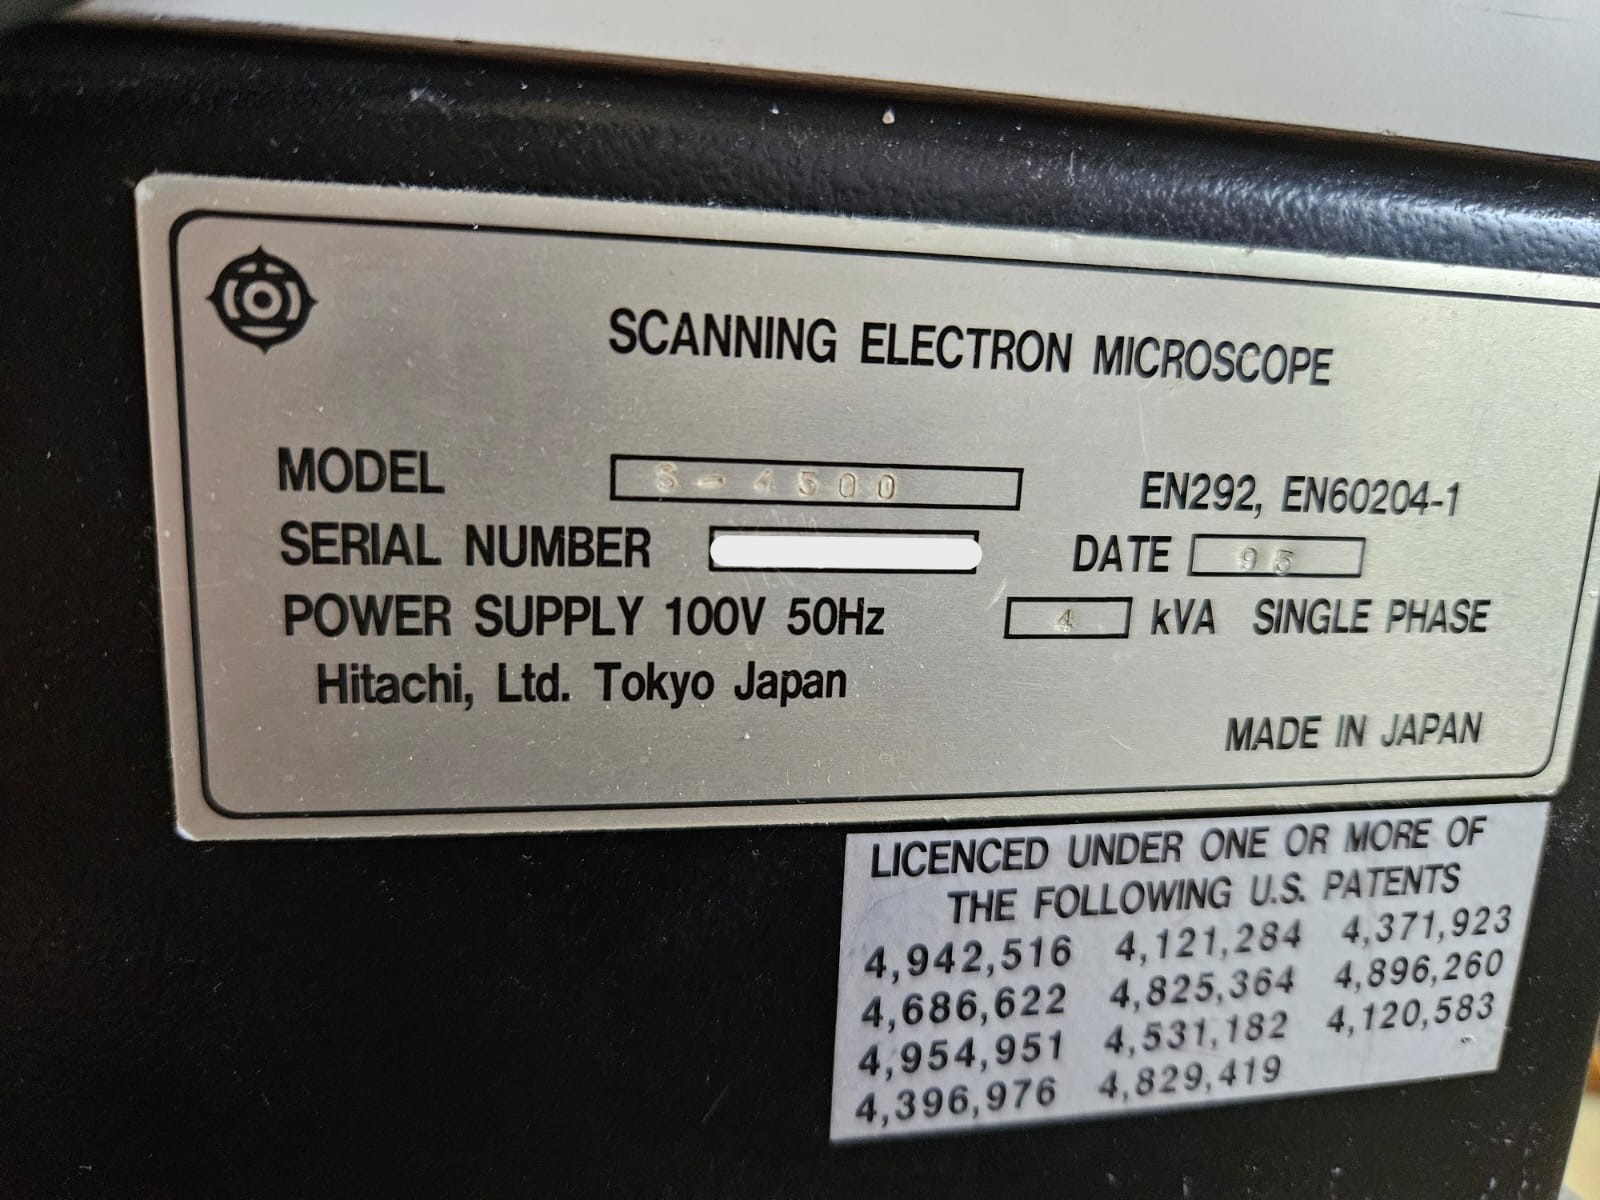 SCANNING ELECTRON MICROSCOPE
MODEL S-4500 EN292, EN60204-1
SERIAL NUMBER DATE 95
POWER SUPPLY 100V 50Hz 4 kVA SINGLE PHASE
Hitachi, Ltd. Tokyo Japan
MADE IN JAPAN
LICENCED UNDER ONE OR MORE OF
THE FOLLOWING U.S. PATENTS
4,942,516 4,121,284 4,371,923
4,686,622 4,825,364 4,896,260
4,954,951 4,531,182 4,120,583
4,396,976 4,829,419